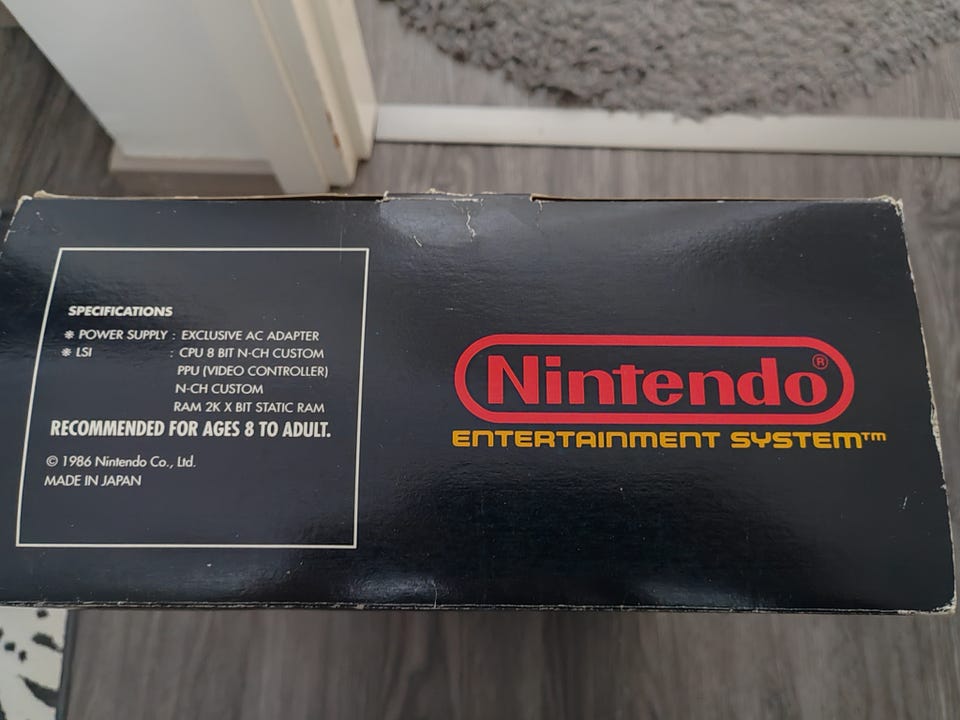 SPECIFICATIONS
❋ POWER SUPPLY : EXCLUSIVE AC ADAPTER
❋ LSI : CPU 8 BIT N-CH CUSTOM
PPU (VIDEO CONTROLLER)
N-CH CUSTOM
RAM 2K X BIT STATIC RAM
RECOMMENDED FOR AGES 8 TO ADULT.
© 1986 Nintendo Co., Ltd.
MADE IN JAPAN
Nintendo®
ENTERTAINMENT SYSTEM™